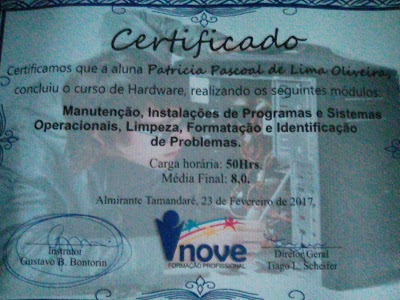 Certificado
Certificamos que a aluna Patricia Pascoal de Lima Oliveira,
concluiu o curso de Hardware, realizando os seguintes módulos:
Manutenção, Instalações de Programas e Sistemas
Operacionais, Limpeza, Formatação e Identificação
de Problemas.
Carga horária: 50Hrs.
Média Final: 8,0.
Almirante Tamandaré, 23 de Fevereiro de 2017.
Instrutor
Gustavo B. Bontorin
inove
FORMAÇÃO PROFISSIONAL
Diretor Geral
Tiago L. Scheifer